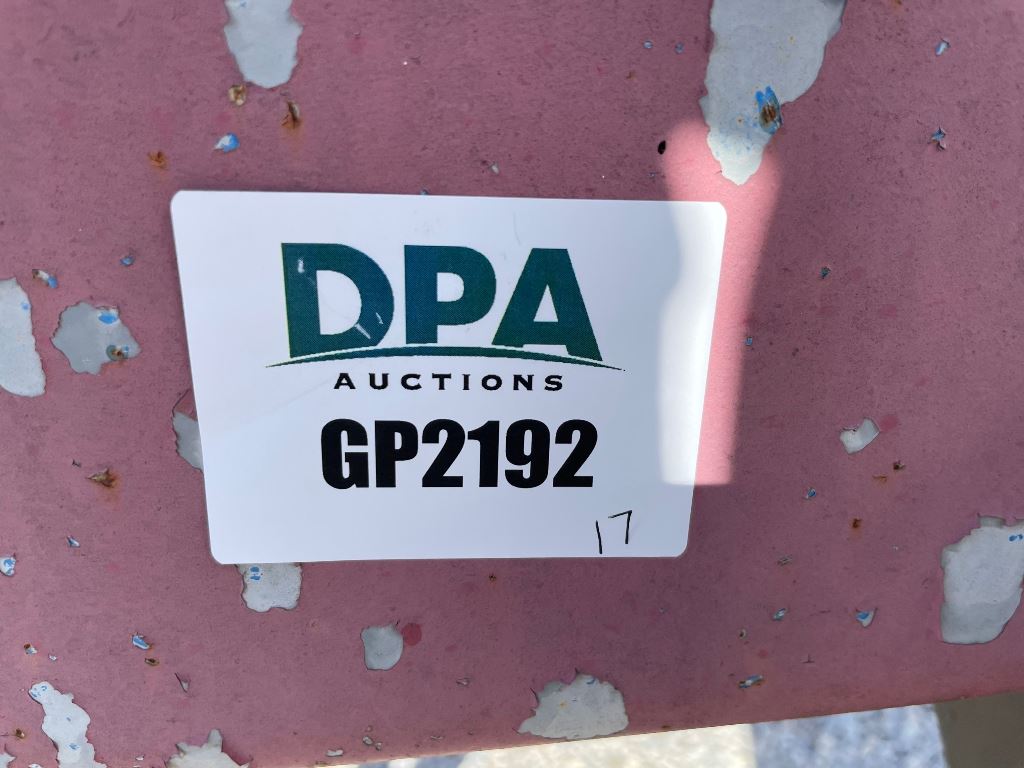 DPA
AUCTIONS
GP2192
17